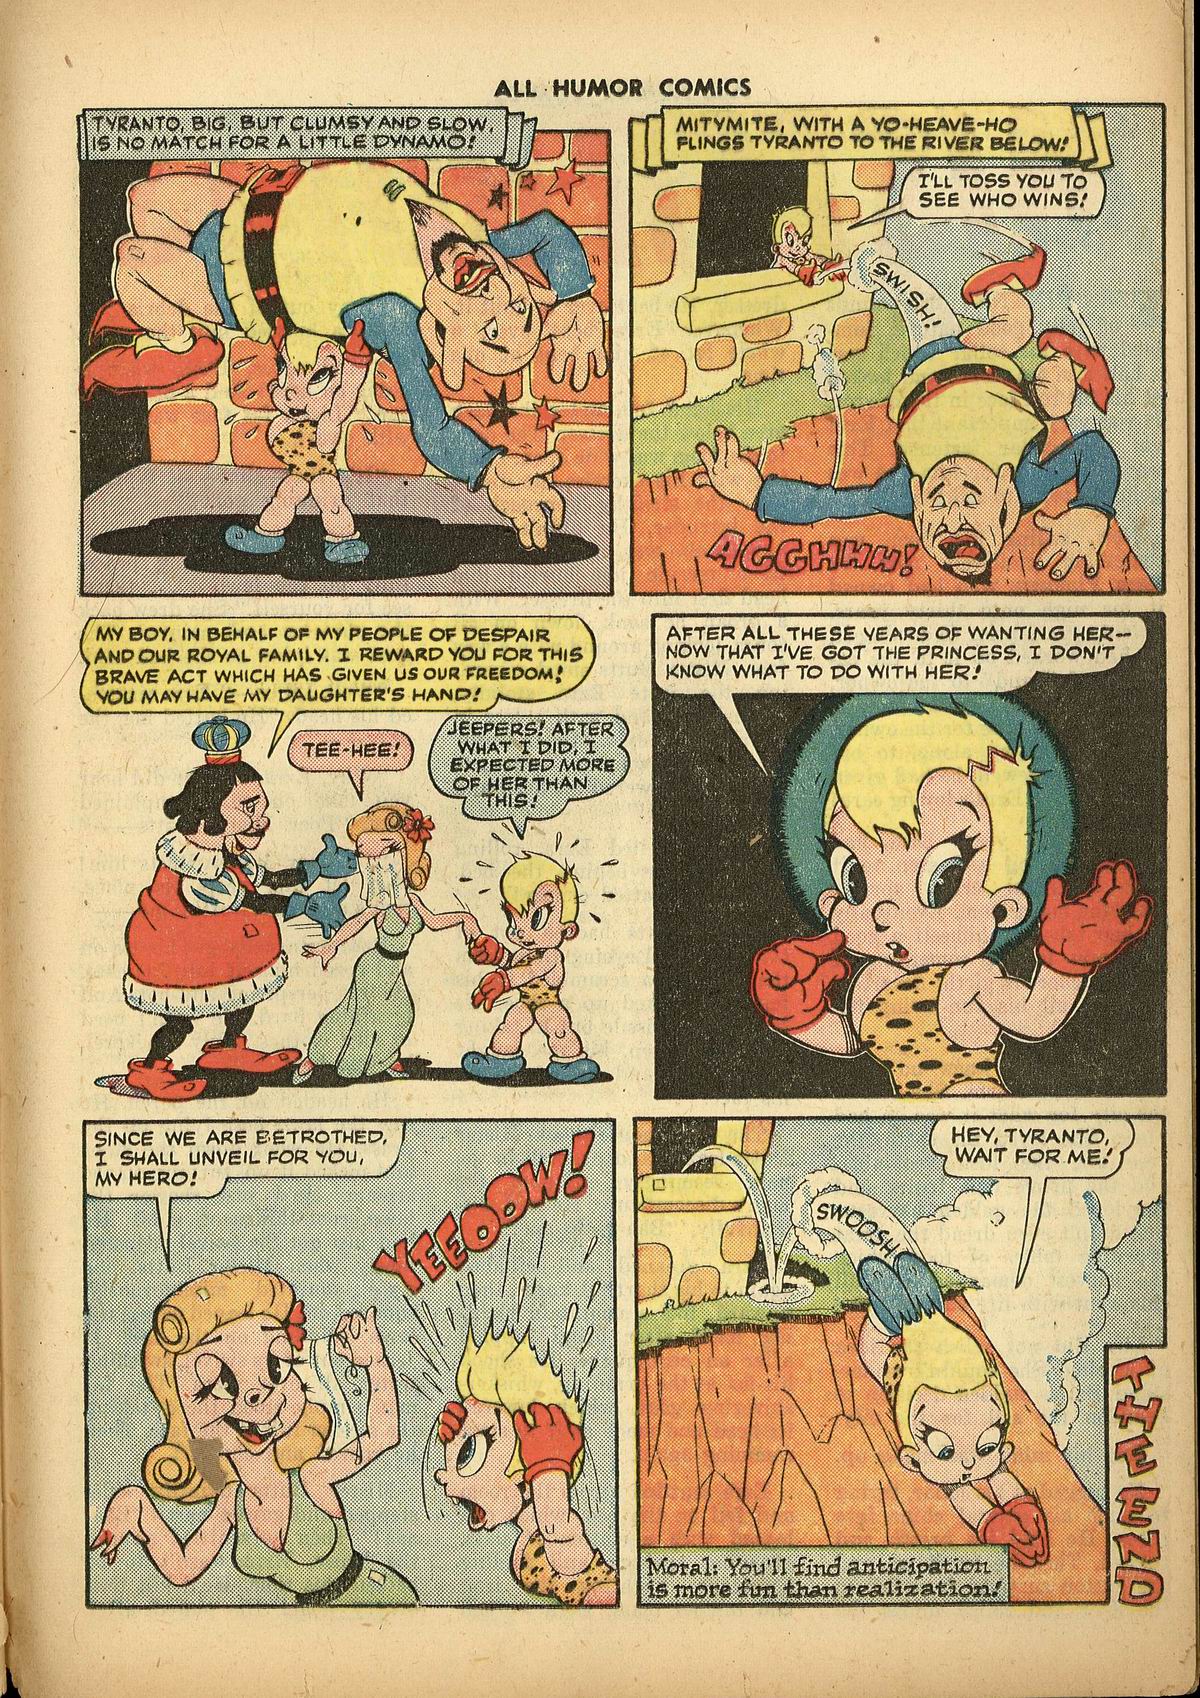 ALL HUMOR COMICS
TYRANTO, BIG, BUT CLUMSY AND SLOW,
IS NO MATCH FOR A LITTLE DYNAMO!
MITYMITE, WITH A YO-HEAVE-HO
FLINGS TYRANTO TO THE RIVER BELOW!
I'LL TOSS YOU TO
SEE WHO WINS!
SWISH!
AGGHHH!
MY BOY, IN BEHALF OF MY PEOPLE OF DESPAIR
AND OUR ROYAL FAMILY, I REWARD YOU FOR THIS
BRAVE ACT WHICH HAS GIVEN US OUR FREEDOM!
YOU MAY HAVE MY DAUGHTER'S HAND!
TEE-HEE!
JEEPERS! AFTER
WHAT I DID, I
EXPECTED MORE
OF HER THAN
THIS!
AFTER ALL THESE YEARS OF WANTING HER--
NOW THAT I'VE GOT THE PRINCESS, I DON'T
KNOW WHAT TO DO WITH HER!
SINCE WE ARE BETROTHED,
I SHALL UNVEIL FOR YOU,
MY HERO!
YEEOOW!
HEY, TYRANTO,
WAIT FOR ME!
SWOOSH!
Moral: You'll find anticipation
is more fun than realization!
THE END